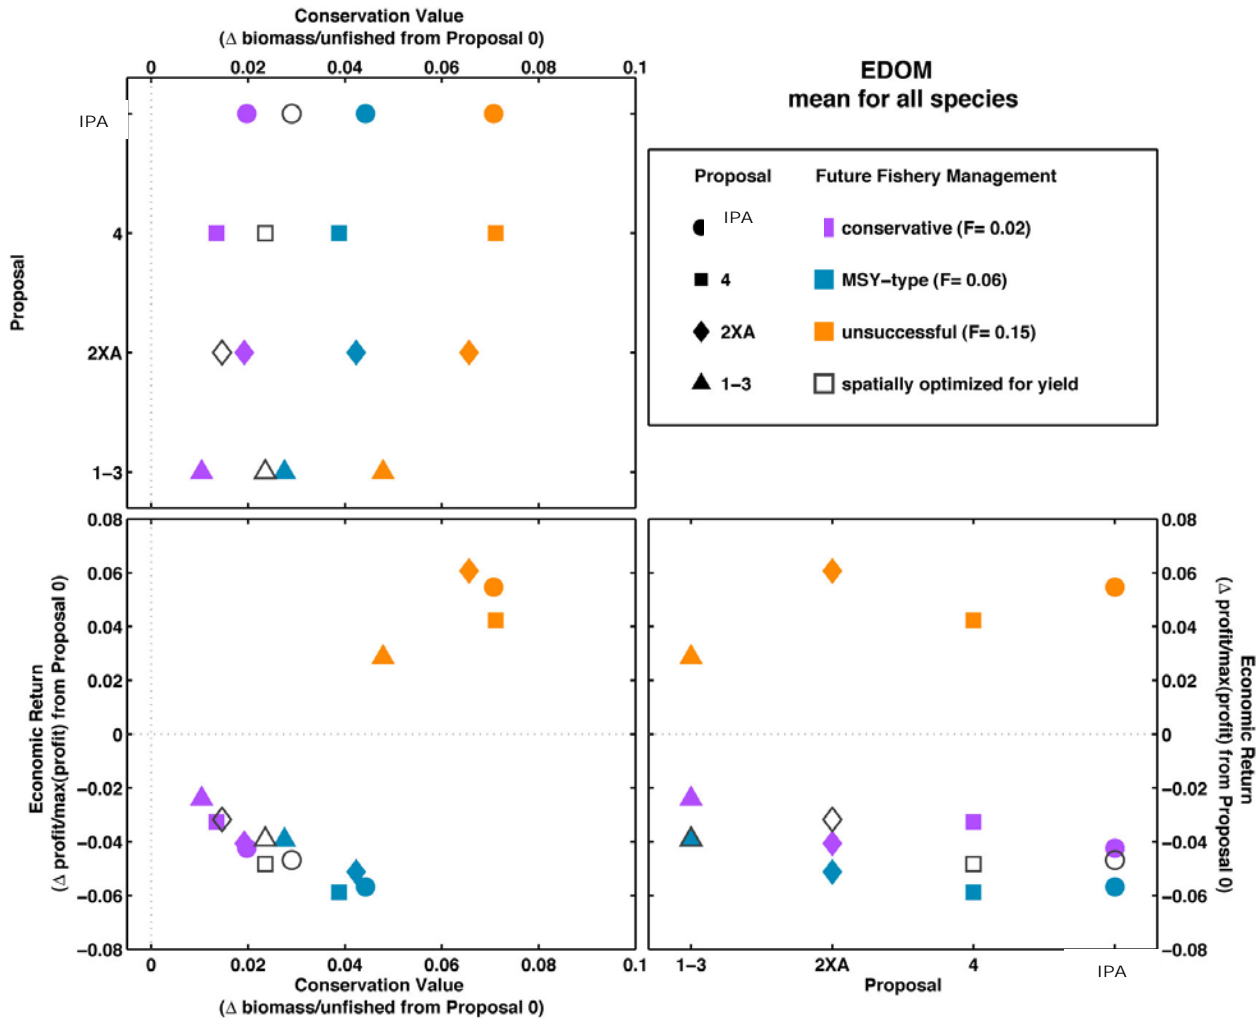 Conservation Value
(Δ biomass/unfished from Proposal 0)
0 0.02 0.04 0.06 0.08 0.1
EDOM
mean for all species
IPA
4
2XA
1−3
Proposal
Proposal Future Fishery Management
IPA conservative (F= 0.02)
4 MSY−type (F= 0.06)
2XA unsuccessful (F= 0.15)
1−3 spatially optimized for yield
0.08
0.06
0.04
0.02
0
−0.02
−0.04
−0.06
−0.08
Economic Return
(Δ profit/max(profit) from Proposal 0)
0 0.02 0.04 0.06 0.08 0.1
Conservation Value
(Δ biomass/unfished from Proposal 0)
0.08
0.06
0.04
0.02
0
−0.02
−0.04
−0.06
−0.08
Economic Return
(Δ profit/max(profit) from Proposal 0)
1−3 2XA 4 IPA
Proposal